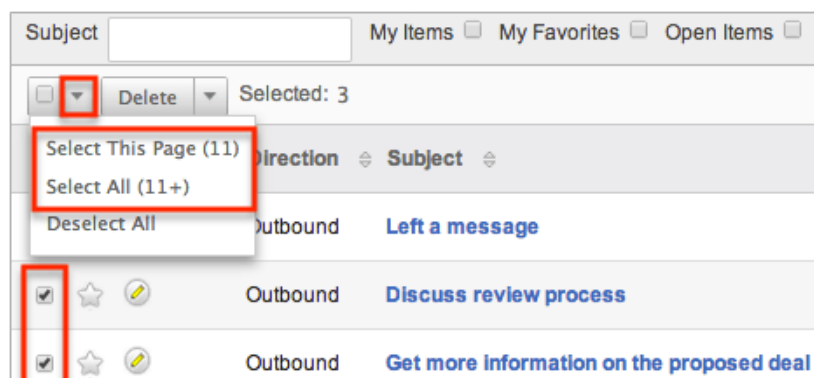 Subject My Items My Favorites Open Items
Delete Selected: 3
Select This Page (11)
Direction Subject
Select All (11+)
Deselect All
Outbound Left a message
Outbound Discuss review process
Outbound Get more information on the proposed deal